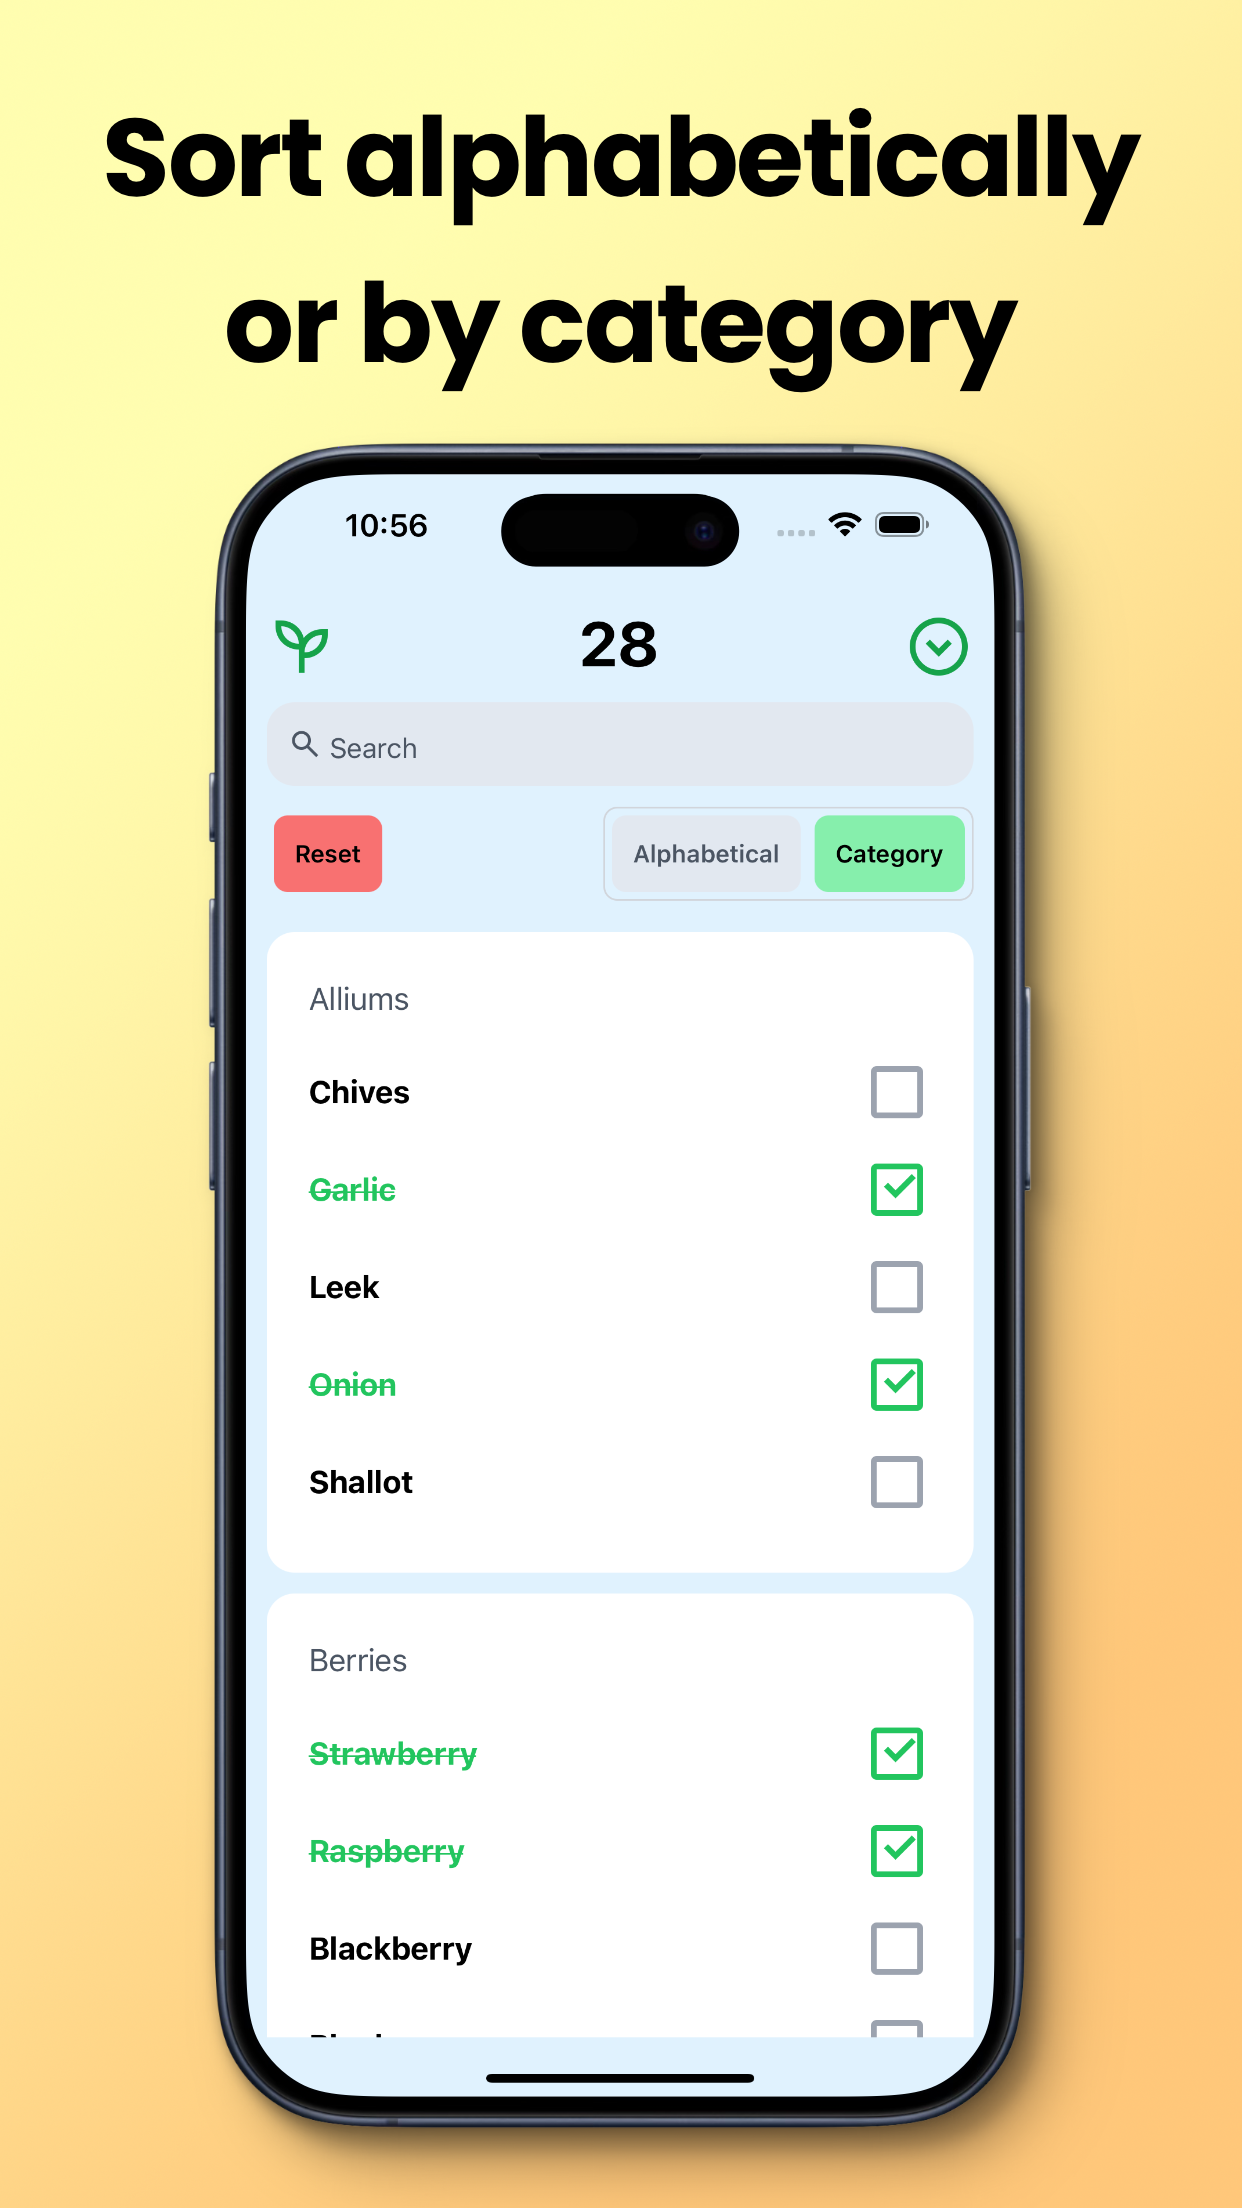 Sort alphabetically
or by category
10:56
28
Search
Reset
Alphabetical
Category
Alliums
Chives
Garlic
Leek
Onion
Shallot
Berries
Strawberry
Raspberry
Blackberry